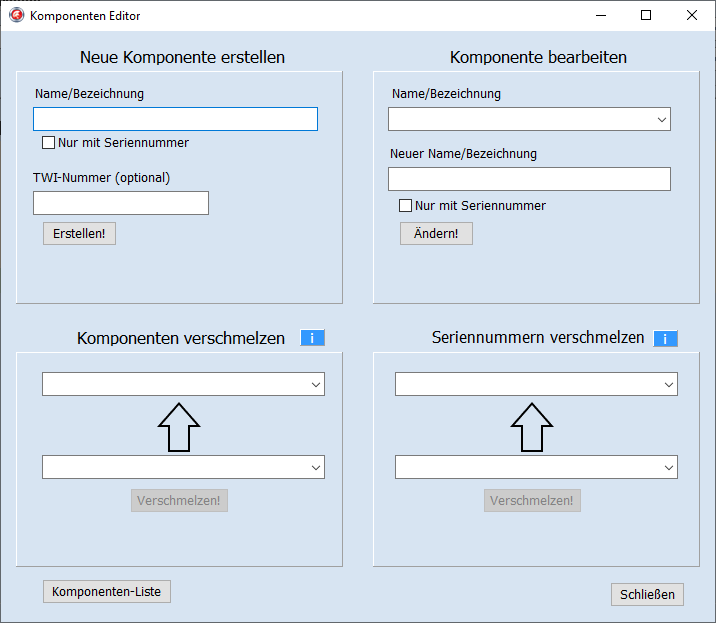 Komponenten Editor
Neue Komponente erstellen
Name/Bezeichnung
Nur mit Seriennummer
TWI-Nummer (optional)
Erstellen!
Komponente bearbeiten
Name/Bezeichnung
Neuer Name/Bezeichnung
Nur mit Seriennummer
Ändern!
Komponenten verschmelzen i
Verschmelzen!
Seriennummern verschmelzen i
Verschmelzen!
Komponenten-Liste
Schließen